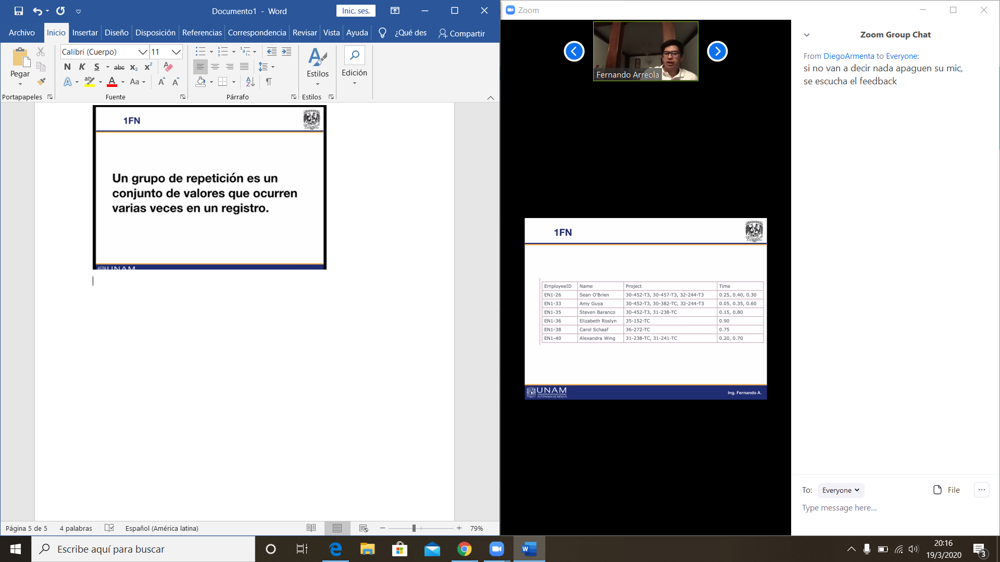 Documento1 - Word
Inic. ses.
Archivo Inicio Insertar Diseño Disposición Referencias Correspondencia Revisar Vista Ayuda ¿Qué des Compartir
Pegar
Calibri (Cuerpo) 11
N K S abc x₂ x²
A ab A Aa A A
Estilos
Edición
Portapapeles Fuente Párrafo Estilos
1FN
Un grupo de repetición es un
conjunto de valores que ocurren
varias veces en un registro.
UNAM
Página 5 de 5 4 palabras Español (América latina) 79%
Zoom
Fernando Arreola
1FN
EmployeeID Name Project Time
EN1-26 Sean O'Brien 30-452-T3, 30-457-T3, 32-244-T3 0.25, 0.40, 0.30
EN1-33 Amy Guya 30-452-T3, 30-382-TC, 32-244-T3 0.05, 0.35, 0.60
EN1-35 Steven Baranco 30-452-T3, 31-238-TC 0.15, 0.80
EN1-36 Elizabeth Roslyn 35-152-TC 0.90
EN1-38 Carol Schaaf 36-272-TC 0.75
EN1-40 Alexandra Wing 31-238-TC, 31-241-TC 0.20, 0.70
UNAM
UNIVERSIDAD NACIONAL
AUTÓNOMA DE MÉXICO
Ing. Fernando A.
Zoom Group Chat
From DiegoArmenta to Everyone:
si no van a decir nada apaguen su mic,
se escucha el feedback
To: Everyone File
Type message here...
Escribe aquí para buscar
20:16
19/3/2020
3